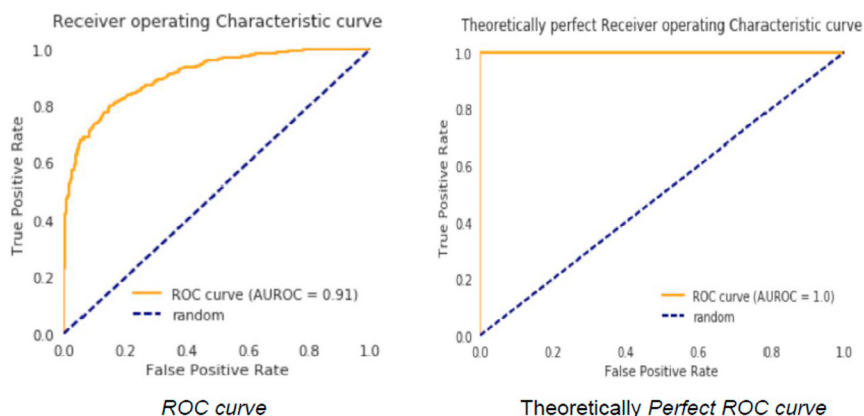 Receiver operating Characteristic curve
1.0
0.8
0.6
0.4
0.2
0.0
True Positive Rate
ROC curve (AUROC = 0.91)
random
0.0 0.2 0.4 0.6 0.8 1.0
False Positive Rate
ROC curve
Theoretically perfect Receiver operating Characteristic curve
1.0
0.8
0.6
0.4
0.2
0.0
True Positive Rate
ROC curve (AUROC = 1.0)
random
0.0 0.2 0.4 0.6 0.8 1.0
False Positive Rate
Theoretically Perfect ROC curve